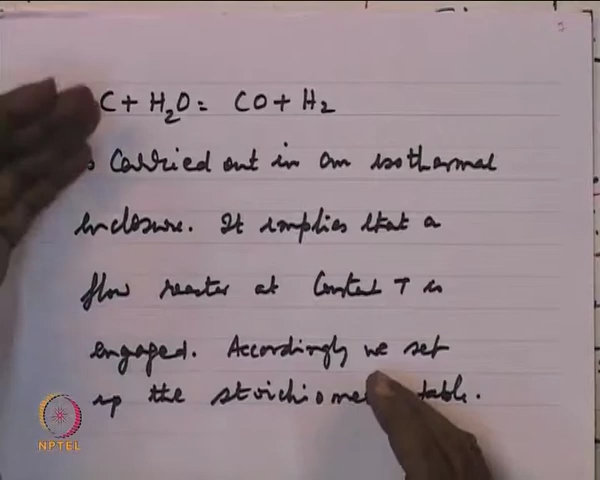 C + H2O = CO + H2
carried out in an isothermal
enclosure. It implies that a
flow reactor at constant T is
engaged. Accordingly we set
up the table.
NPTEL